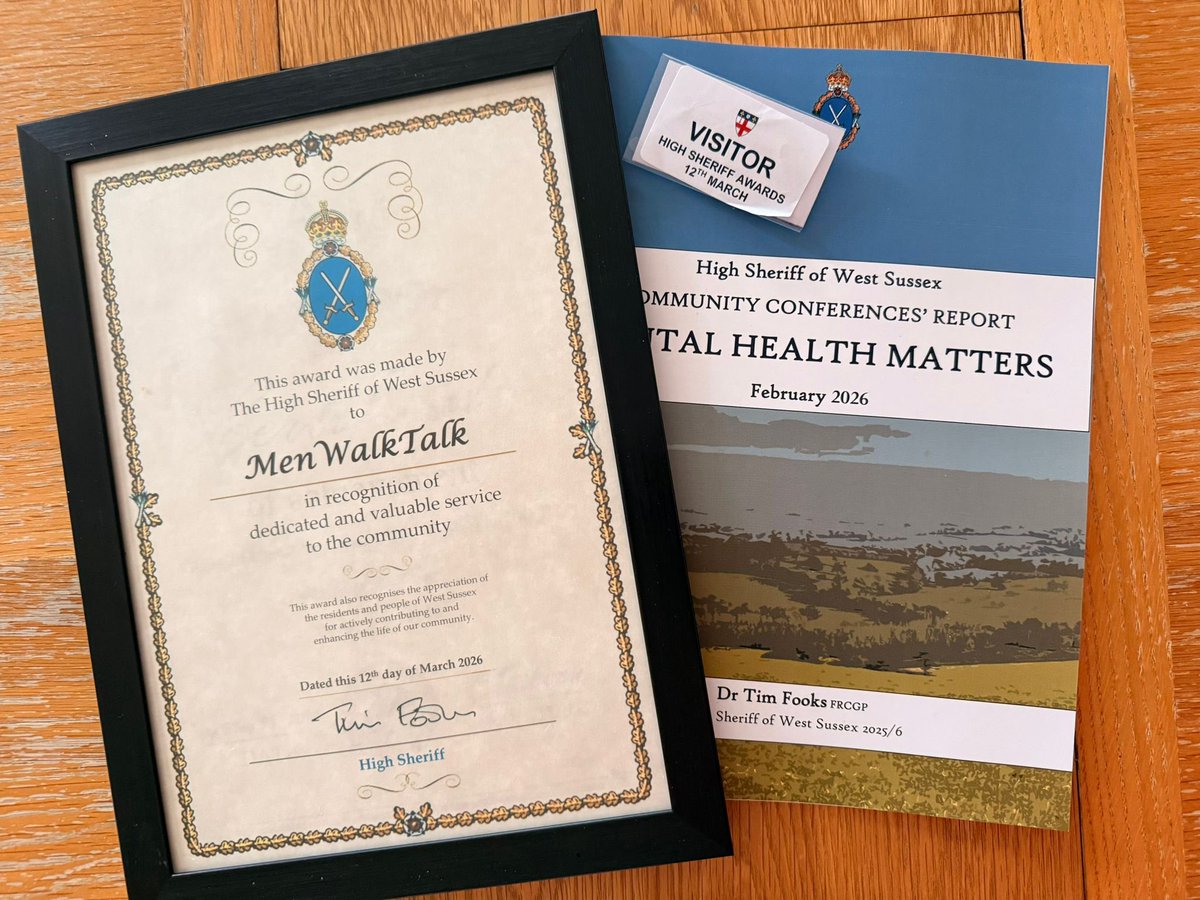 This award was made by
The High Sheriff of West Sussex
to
MenWalkTalk
in recognition of
dedicated and valuable service
to the community
This award also recognises the appreciation of
the residents and people of West Sussex
for actively contributing to and
enhancing the life of our community.
Dated this 12th day of March 2026
Tim Fooks
High Sheriff
VISITOR
HIGH SHERIFF AWARDS
12TH MARCH
High Sheriff of West Sussex
OMMUNITY CONFERENCES' REPORT
NTAL HEALTH MATTERS
February 2026
Dr Tim Fooks FRCGP
Sheriff of West Sussex 2025/6